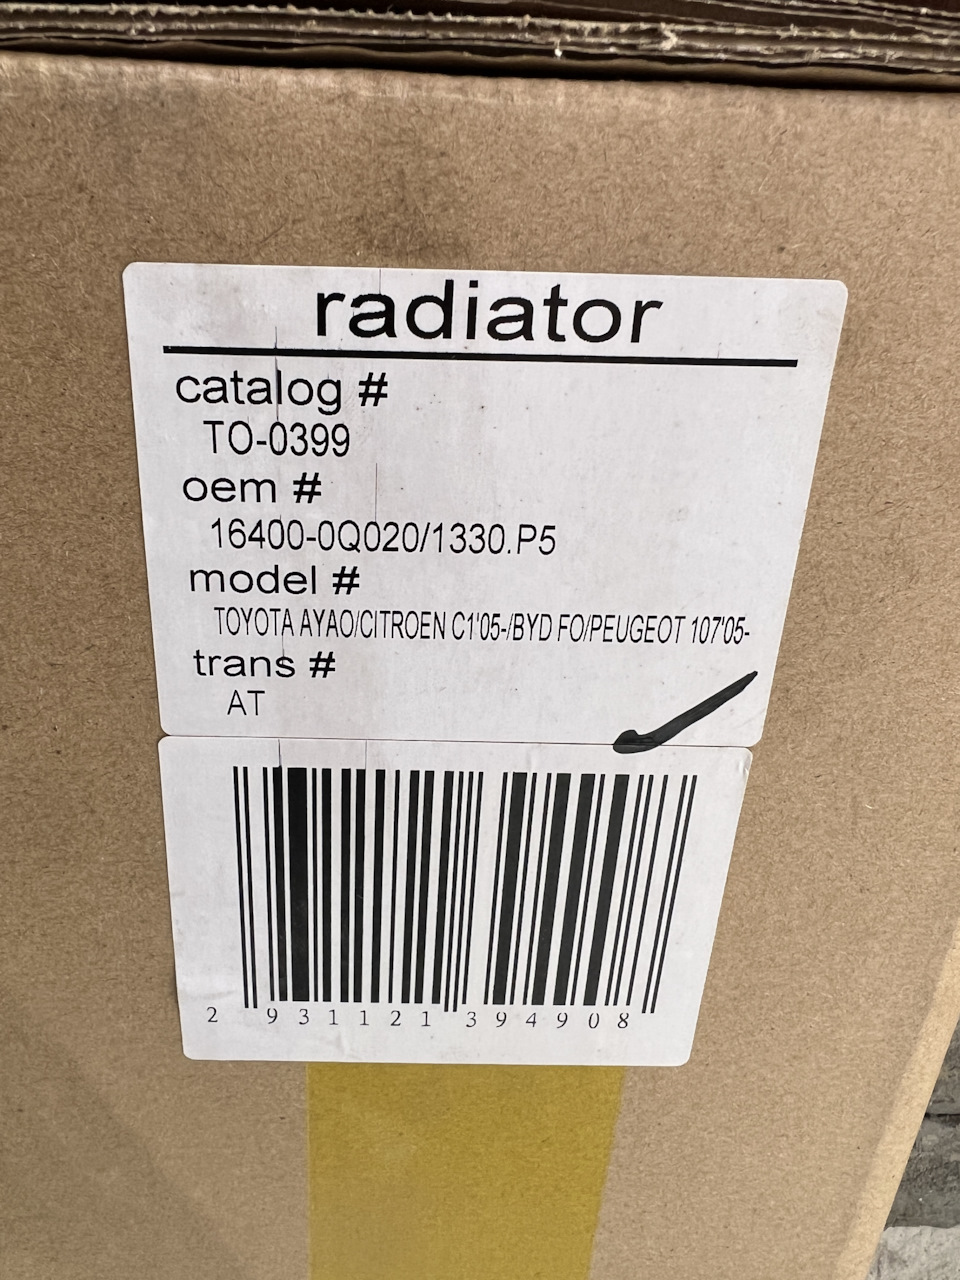 radiator
catalog #
TO-0399
oem #
16400-0Q020/1330.P5
model #
TOYOTA AYAO/CITROEN C1'05-/BYD FO/PEUGEOT 107'05-
trans #
AT
2 931121 394908